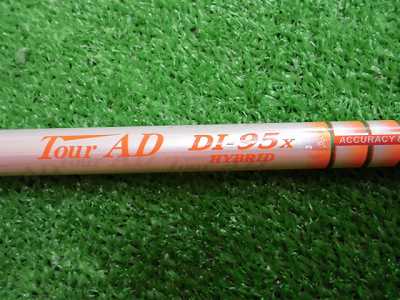 Tour AD DI-95x
HYBRID
ACCURACY &